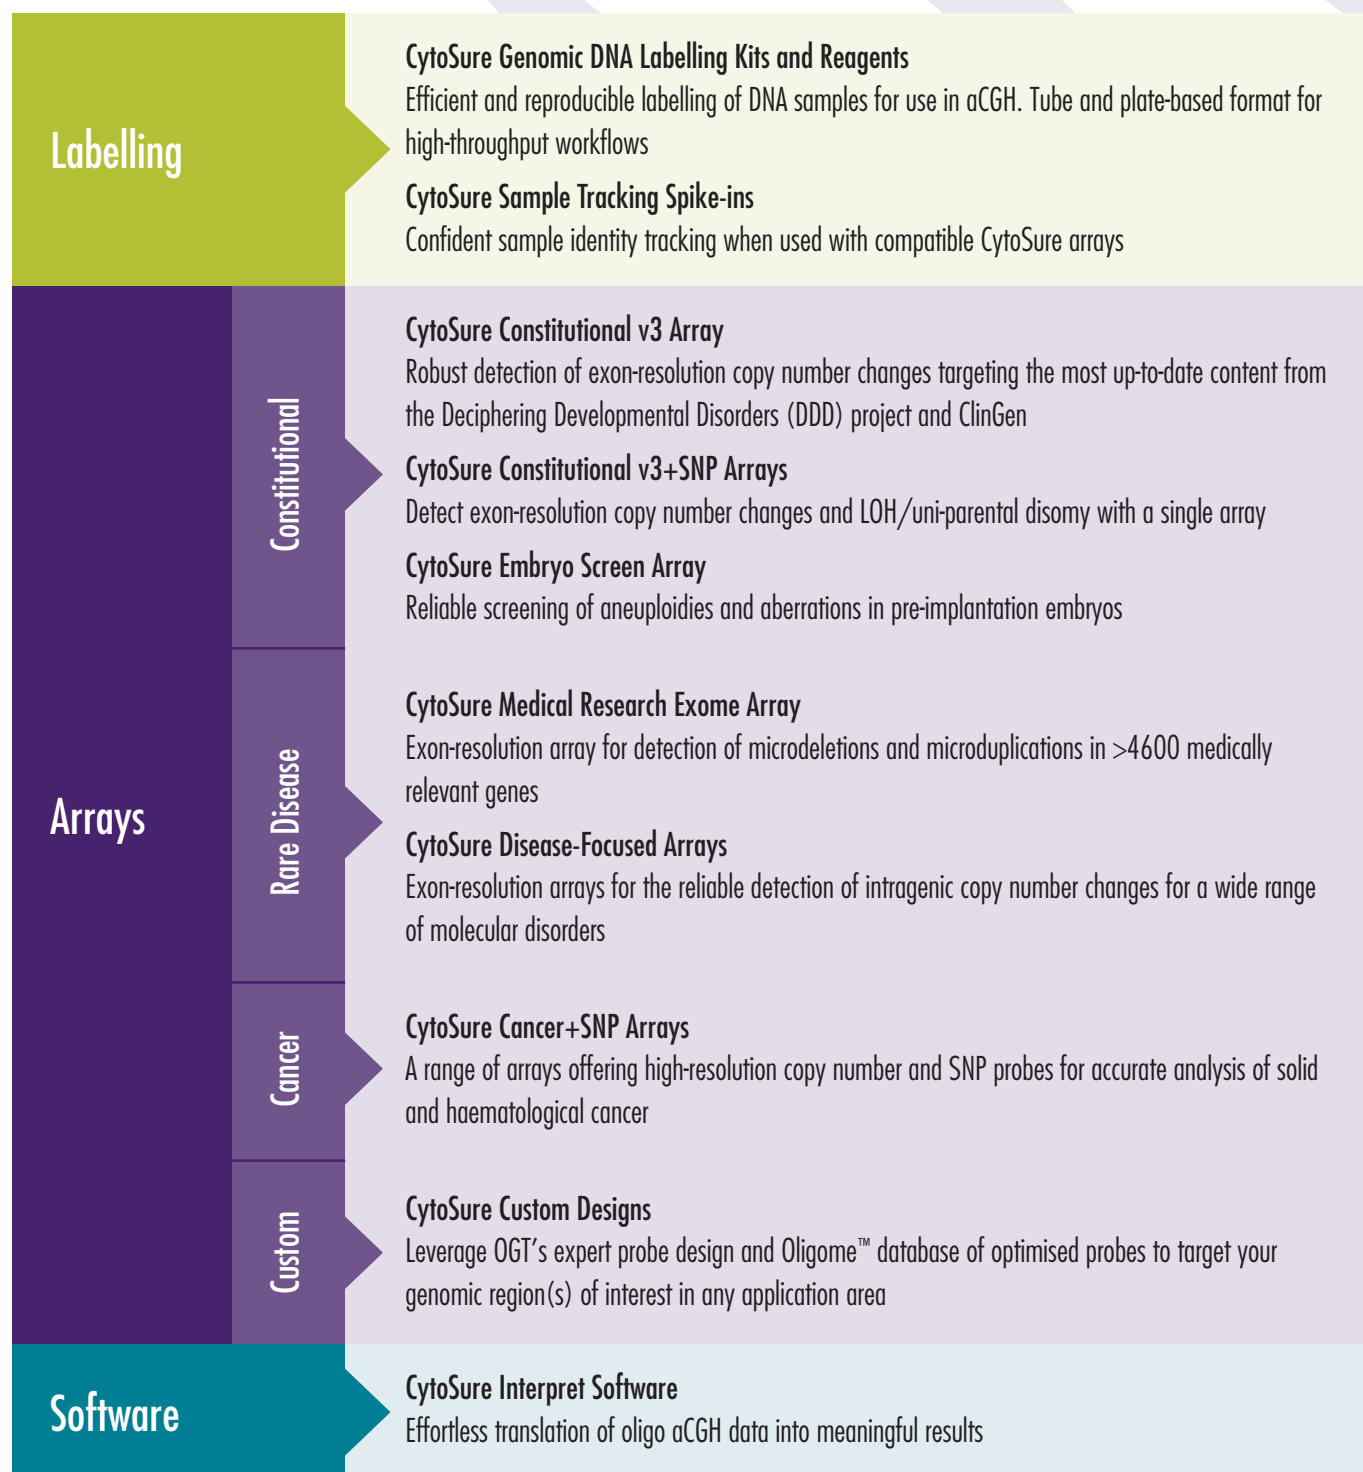 Labelling
CytoSure Genomic DNA Labelling Kits and Reagents
Efficient and reproducible labelling of DNA samples for use in aCGH. Tube and plate-based format for
high-throughput workflows
CytoSure Sample Tracking Spike-ins
Confident sample identity tracking when used with compatible CytoSure arrays
Arrays
Constitutional
CytoSure Constitutional v3 Array
Robust detection of exon-resolution copy number changes targeting the most up-to-date content from
the Deciphering Developmental Disorders (DDD) project and ClinGen
CytoSure Constitutional v3+SNP Arrays
Detect exon-resolution copy number changes and LOH/uni-parental disomy with a single array
CytoSure Embryo Screen Array
Reliable screening of aneuploidies and aberrations in pre-implantation embryos
Rare Disease
CytoSure Medical Research Exome Array
Exon-resolution array for detection of microdeletions and microduplications in >4600 medically
relevant genes
CytoSure Disease-Focused Arrays
Exon-resolution arrays for the reliable detection of intragenic copy number changes for a wide range
of molecular disorders
Cancer
CytoSure Cancer+SNP Arrays
A range of arrays offering high-resolution copy number and SNP probes for accurate analysis of solid
and haematological cancer
Custom
CytoSure Custom Designs
Leverage OGT's expert probe design and Oligome™ database of optimised probes to target your
genomic region(s) of interest in any application area
Software
CytoSure Interpret Software
Effortless translation of oligo aCGH data into meaningful results